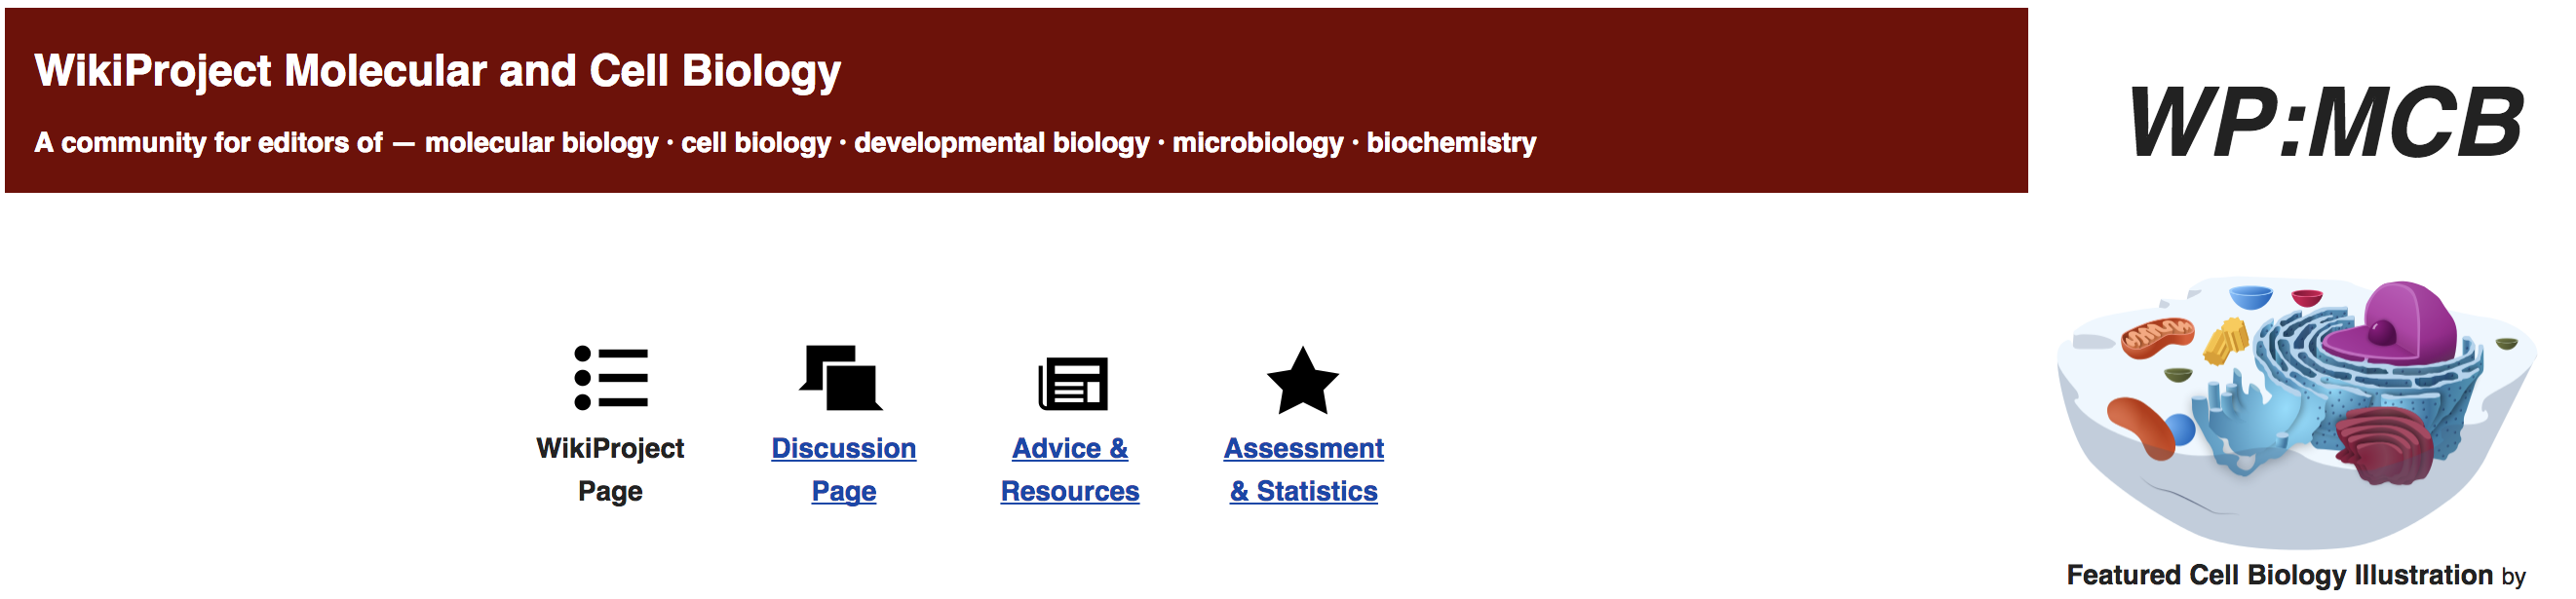 WikiProject Molecular and Cell Biology
A community for editors of — molecular biology · cell biology · developmental biology · microbiology · biochemistry
WP:MCB
WikiProject
Page
Discussion
Page
Advice &
Resources
Assessment
& Statistics
Featured Cell Biology Illustration by